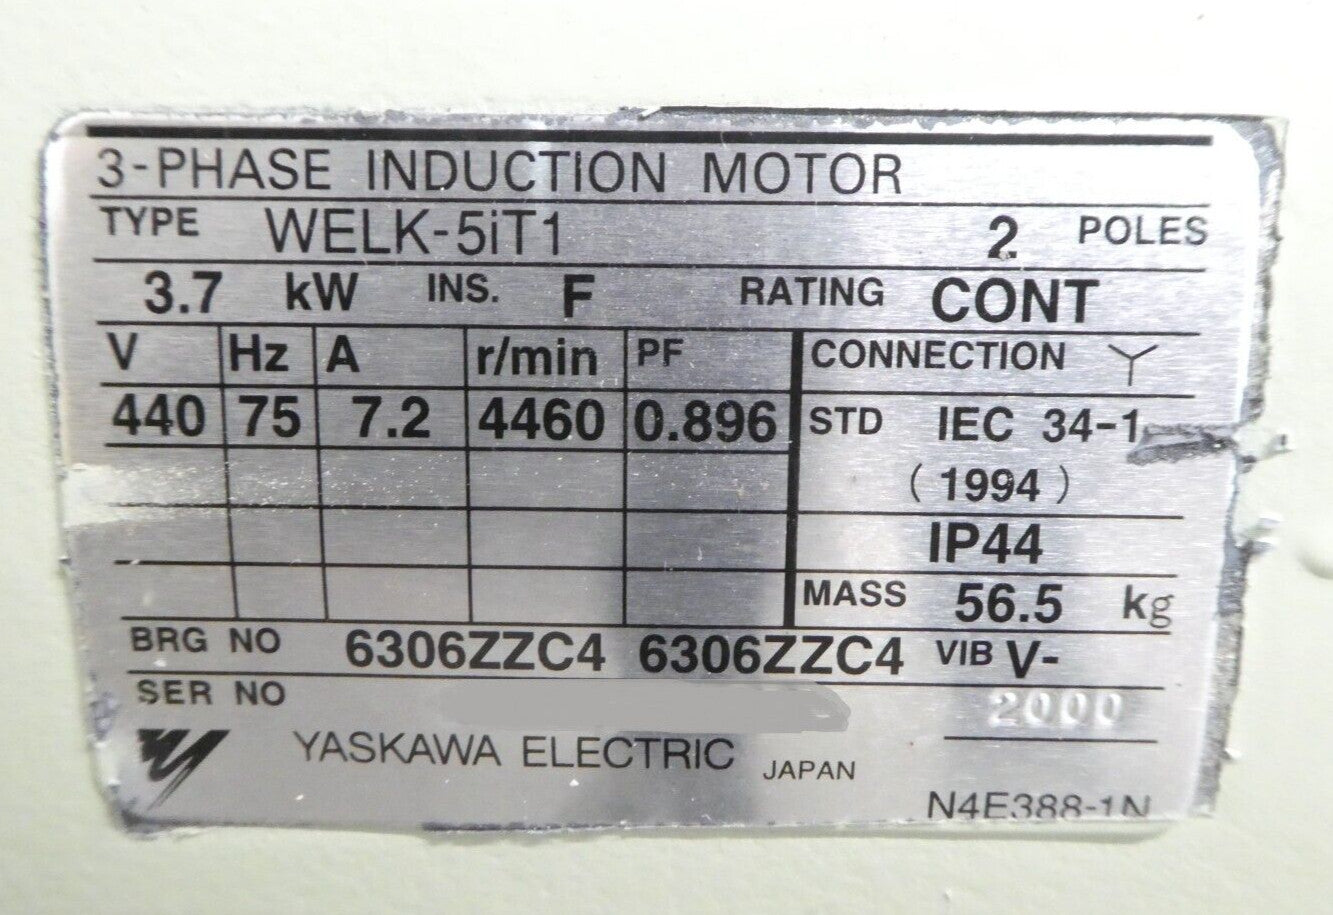 3-PHASE INDUCTION MOTOR
TYPE WELK-5iT1 2 POLES
3.7 kW INS. F RATING CONT
V Hz A r/min PF CONNECTION Y
440 75 7.2 4460 0.896 STD IEC 34-1
(1994)
IP44
MASS 56.5 kg
BRG NO 6306ZZC4 6306ZZC4 VIB V-
SER NO 2000
YASKAWA ELECTRIC JAPAN
N4E388-1N